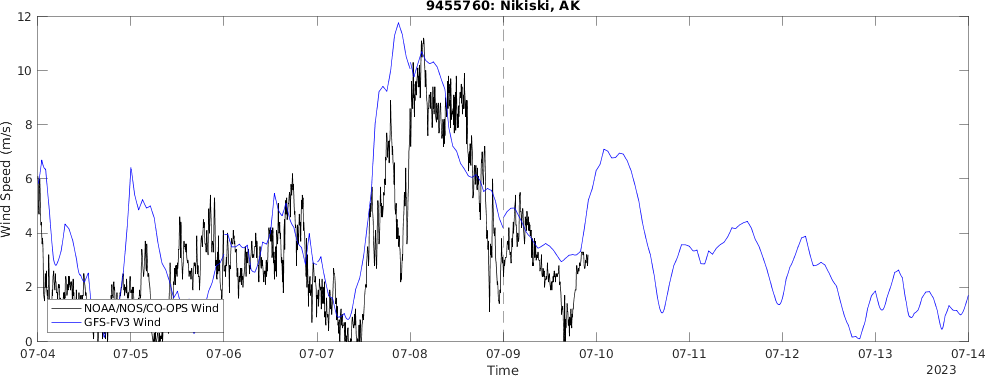 9455760: Nikiski, AK
Wind Speed (m/s)
12
10
8
6
4
2
0
NOAA/NOS/CO-OPS Wind
GFS-FV3 Wind
07-04 07-05 07-06 07-07 07-08 07-09 07-10 07-11 07-12 07-13 07-14
Time
2023